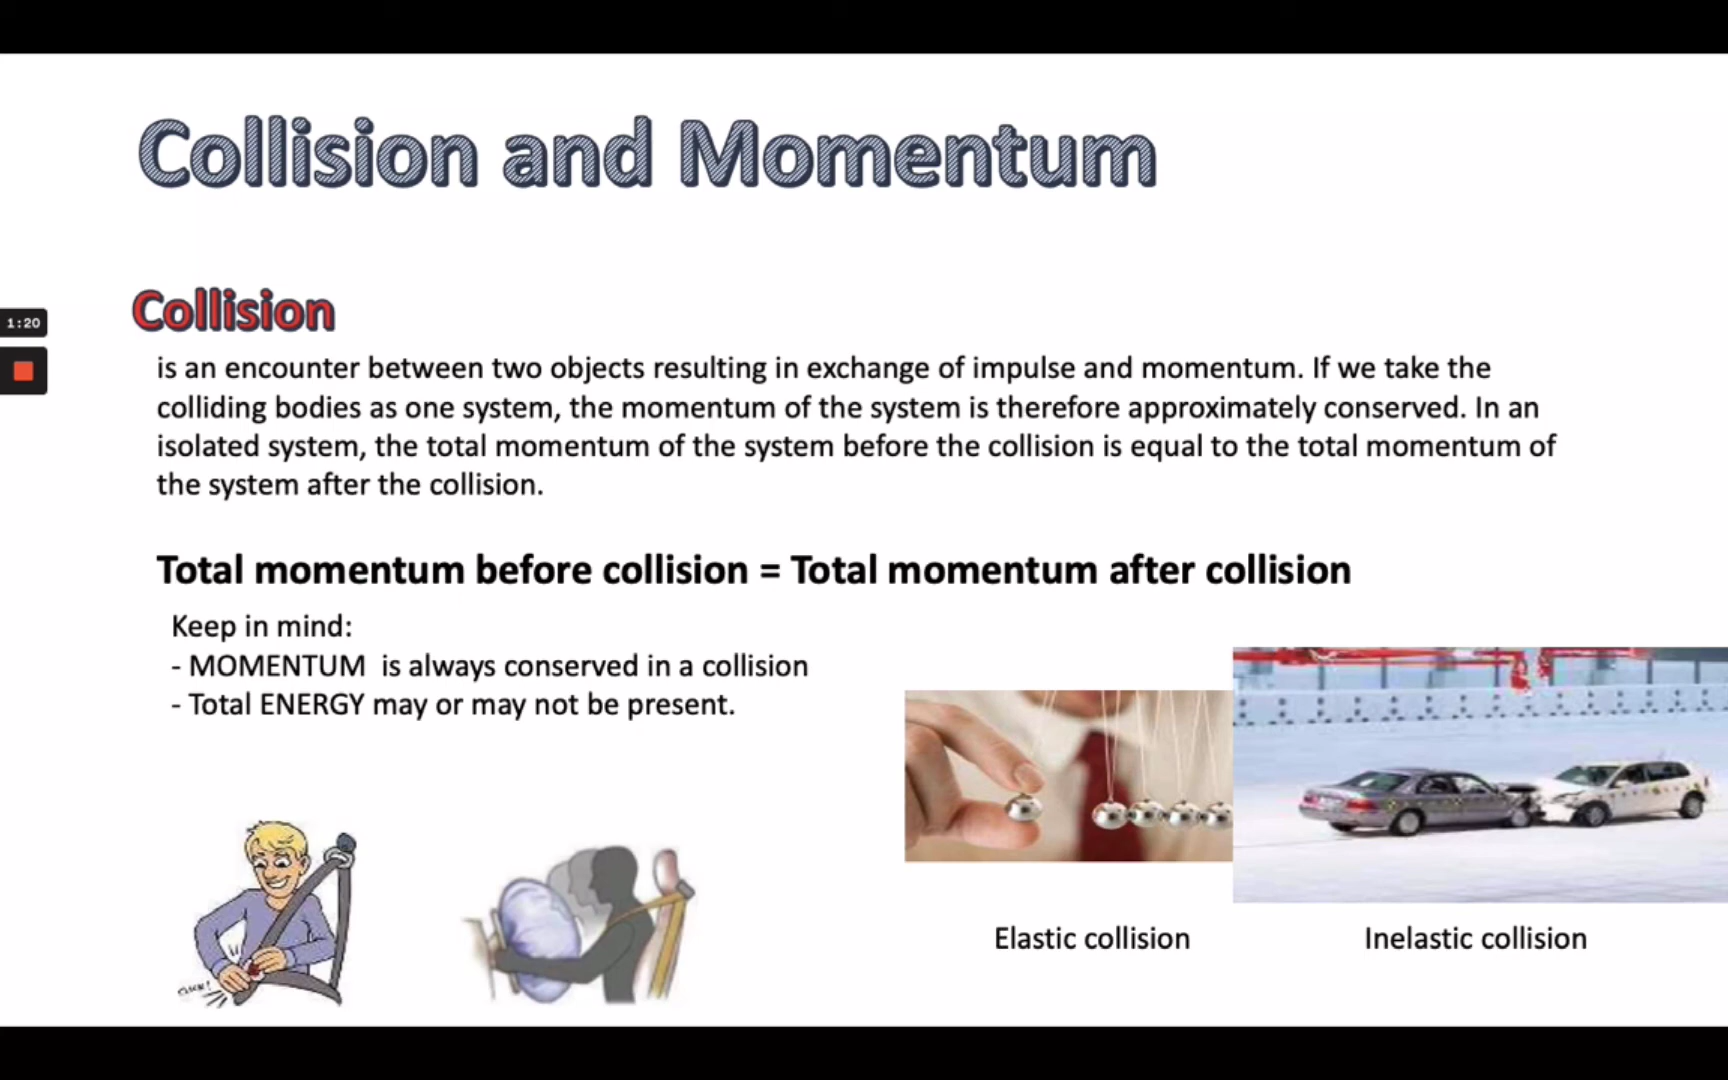 Collision and Momentum
Collision
1:20
is an encounter between two objects resulting in exchange of impulse and momentum. If we take the
colliding bodies as one system, the momentum of the system is therefore approximately conserved. In an
isolated system, the total momentum of the system before the collision is equal to the total momentum of
the system after the collision.
Total momentum before collision = Total momentum after collision
Keep in mind:
- MOMENTUM is always conserved in a collision
- Total ENERGY may or may not be present.
CLICK!
Elastic collision
Inelastic collision